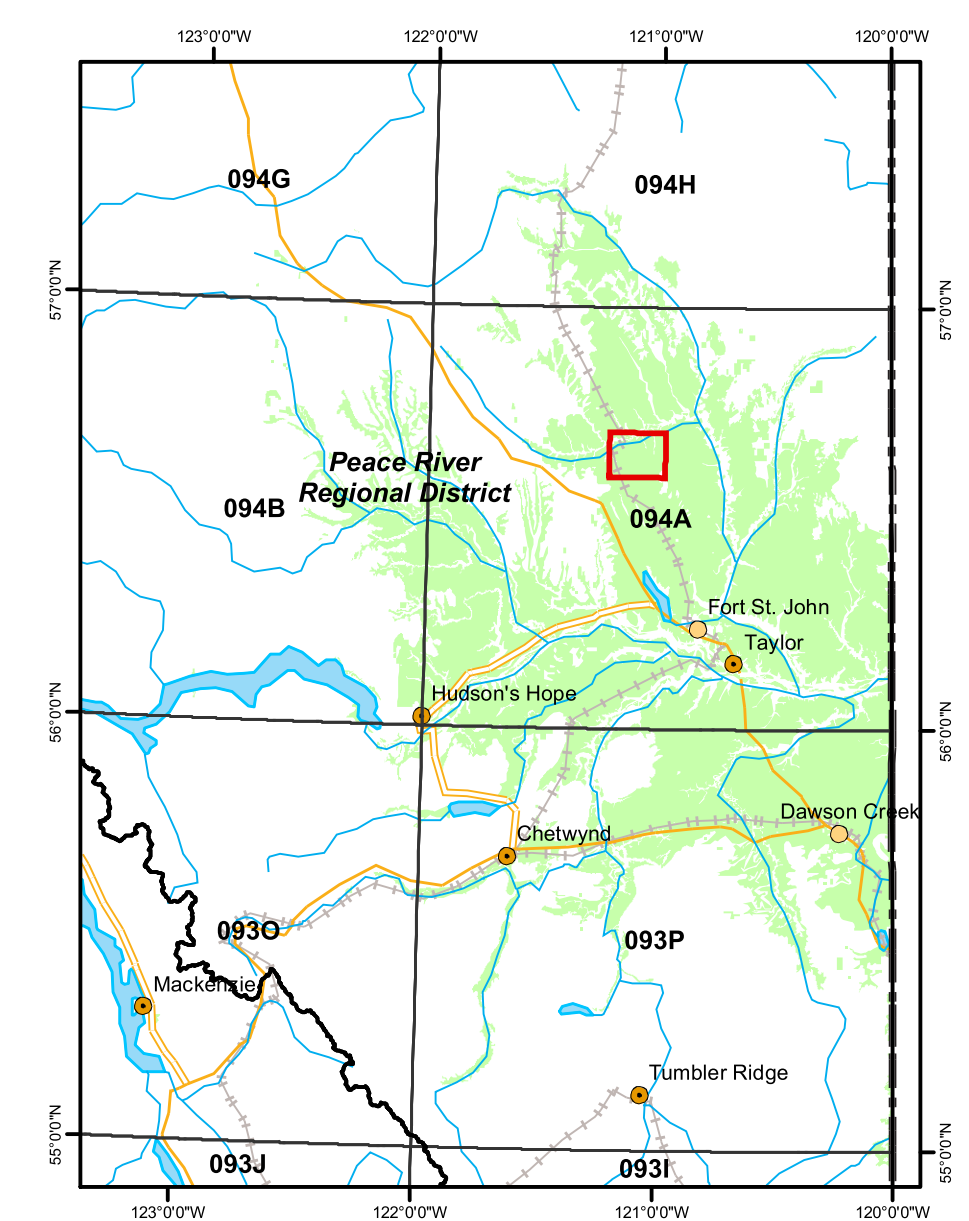 123°0'0"W
122°0'0"W
121°0'0"W
120°0'0"W
094G
094H
57°0'0"N
57°0'0"N
Peace River
Regional District
094B
094A
Fort St. John
Taylor
Hudson's Hope
56°0'0"N
56°0'0"N
Dawson Creek
Chetwynd
093O
093P
Mackenzie
Tumbler Ridge
55°0'0"N
55°0'0"N
093J
093I
123°0'0"W
122°0'0"W
121°0'0"W
120°0'0"W